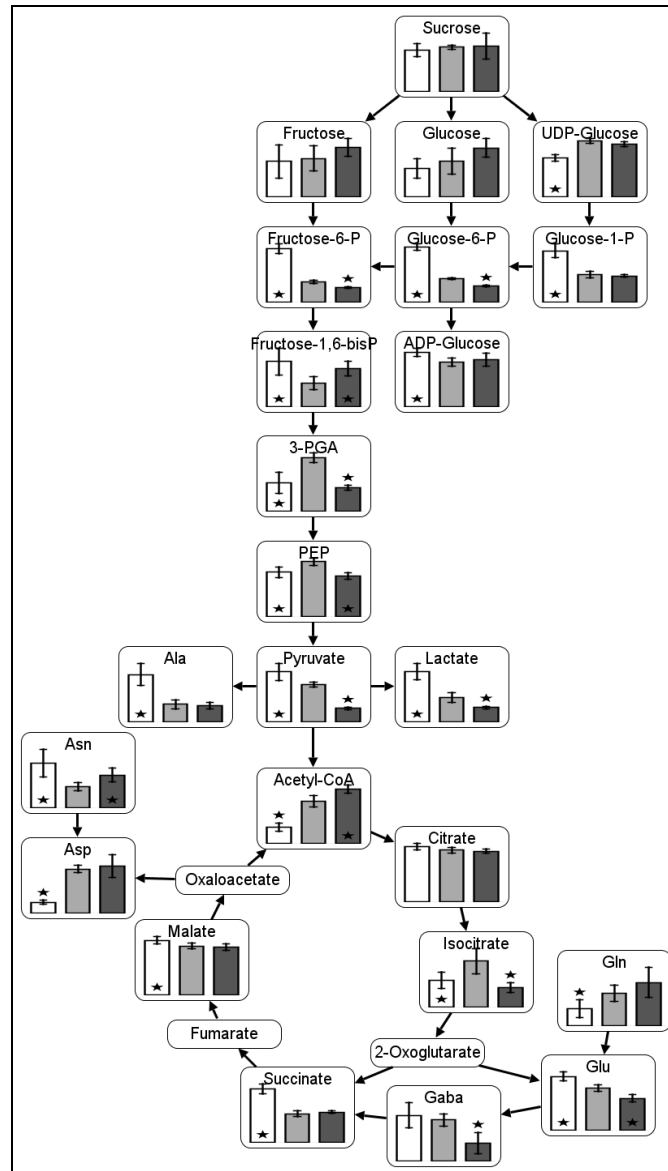 Sucrose
Fructose
Glucose
UDP-Glucose
Fructose-6-P
Glucose-6-P
Glucose-1-P
Fructose-1,6-bisP
ADP-Glucose
3-PGA
PEP
Ala
Pyruvate
Lactate
Asn
Acetyl-CoA
Asp
Oxaloacetate
Citrate
Malate
Isocitrate
Gln
Fumarate
2-Oxoglutarate
Succinate
Gaba
Glu